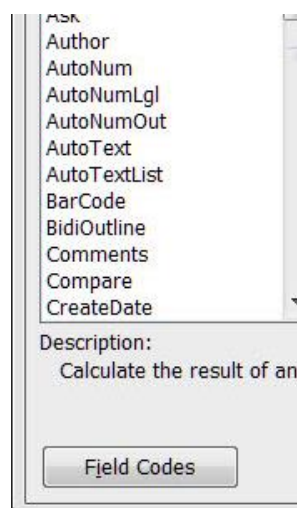 Ask
Author
AutoNum
AutoNumLgl
AutoNumOut
AutoText
AutoTextList
BarCode
BidiOutline
Comments
Compare
CreateDate
Description:
Calculate the result of an
Field Codes